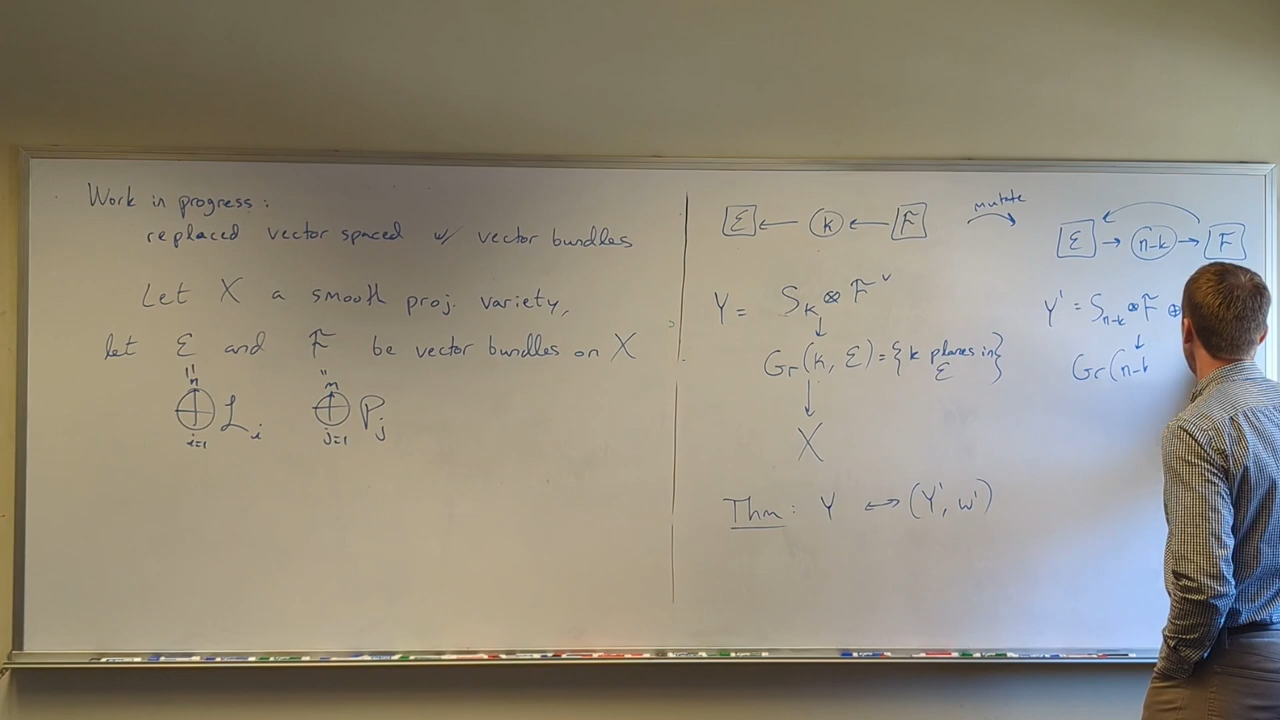 Work in progress:
replaced vector spaced w/ vector bundles
Let X a smooth proj. variety,
let ℰ and ℱ be vector bundles on X
" "
n m
⊕ ℒ_i ⊕ P_j
i=1 j=1
ℰ ← k ← ℱ mutate ℰ → n-k → ℱ
Y = S_k ⊗ ℱ^∨
↓
Gr(k, ℰ) = {k planes in ℰ}
↓
X
Thm: Y ↔ (Y', w')
Y' = S_{n-k} ⊗ ℱ ⊕
↓
Gr(n-k